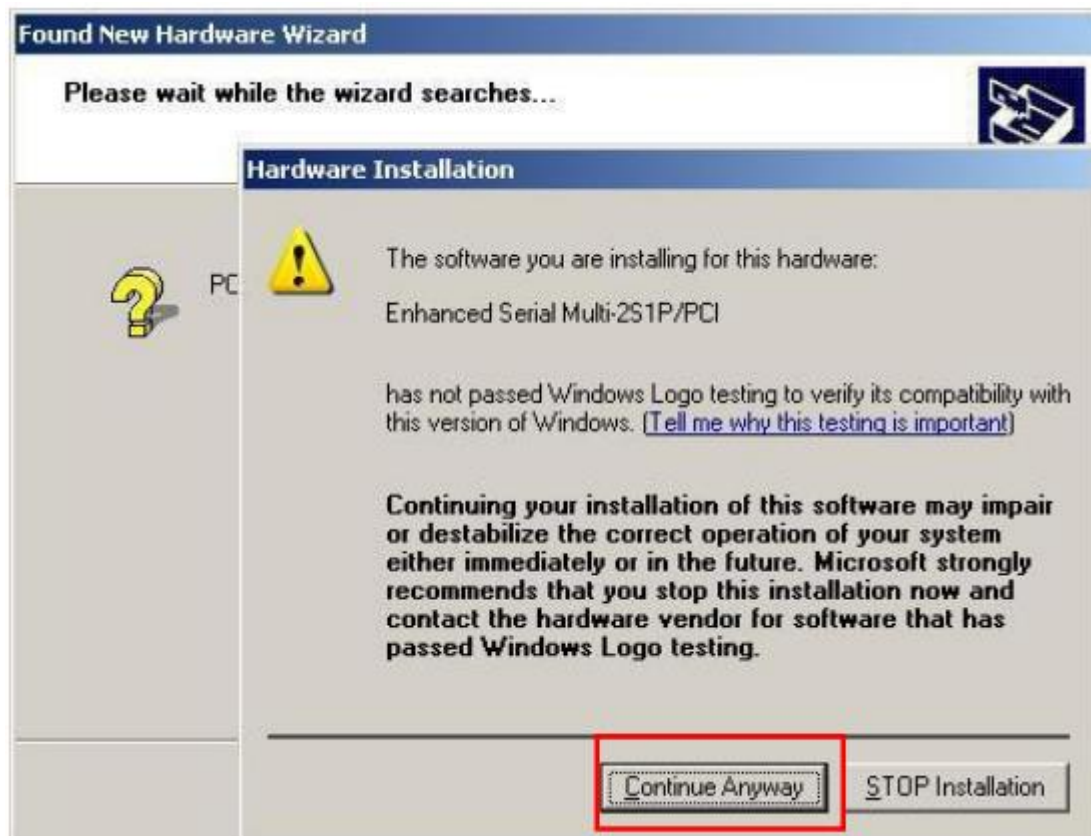 Found New Hardware Wizard
Please wait while the wizard searches...
Hardware Installation
PC
The software you are installing for this hardware:
Enhanced Serial Multi-2S1P/PCI
has not passed Windows Logo testing to verify its compatibility with
this version of Windows. (Tell me why this testing is important)
Continuing your installation of this software may impair
or destabilize the correct operation of your system
either immediately or in the future. Microsoft strongly
recommends that you stop this installation now and
contact the hardware vendor for software that has
passed Windows Logo testing.
Continue Anyway
STOP Installation